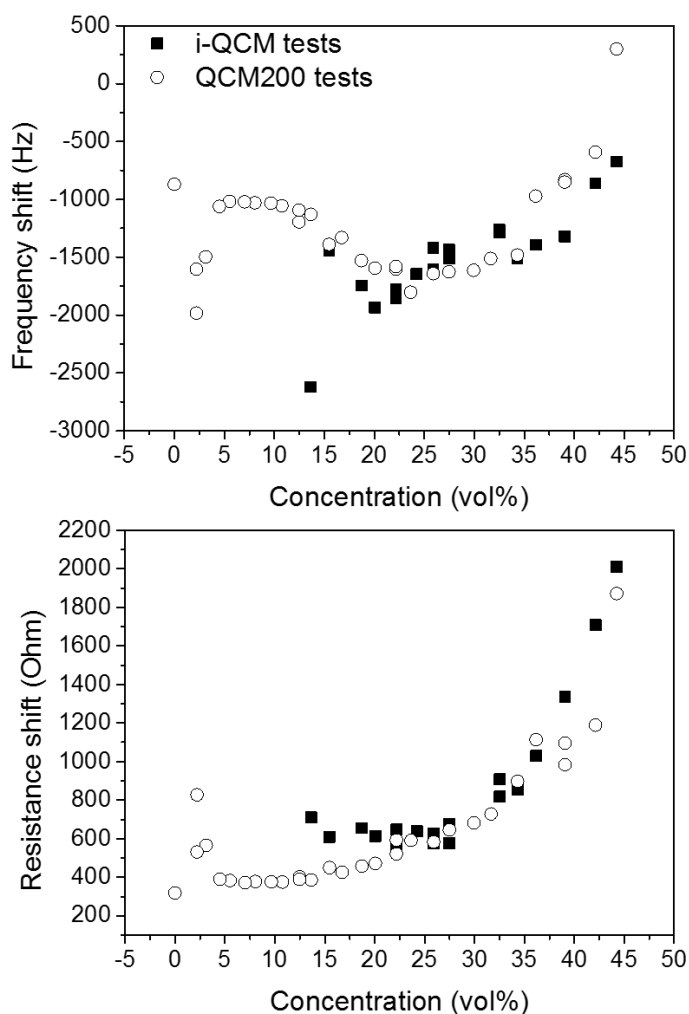 500
i-QCM tests
0
QCM200 tests
-500
-1000
-1500
-2000
-2500
-3000
Frequency shift (Hz)
-5 0 5 10 15 20 25 30 35 40 45 50
Concentration (vol%)
2200
2000
1800
1600
1400
1200
1000
800
600
400
200
Resistance shift (Ohm)
-5 0 5 10 15 20 25 30 35 40 45 50
Concentration (vol%)